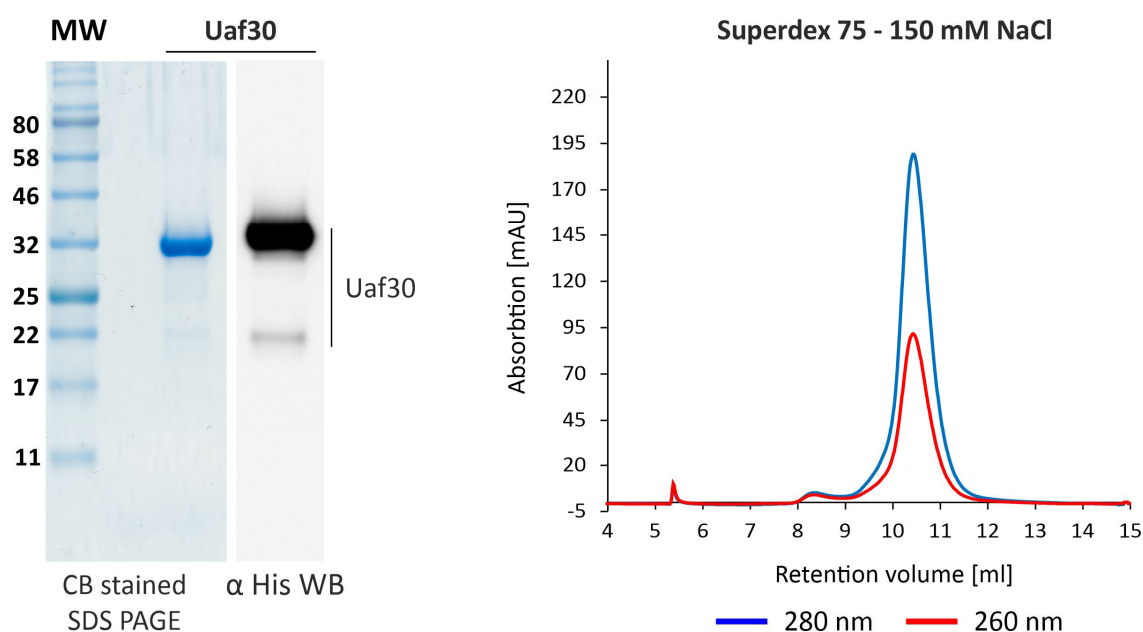 MW
Uaf30
80
58
46
32
25
22
17
11
Uaf30
CB stained
SDS PAGE
α His WB
Superdex 75 - 150 mM NaCl
Absorbtion [mAU]
220
195
170
145
120
95
70
45
20
-5
4 5 6 7 8 9 10 11 12 13 14 15
Retention volume [ml]
280 nm 260 nm